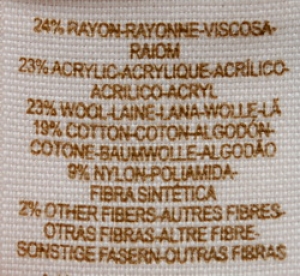 24% RAYON-RAYONNE-VISCOSA-
RAIOM
23% ACRYLIC-ACRYLIQUE-ACRÍLICO-
ACRILICO-ACRYL
23% WOOL-LAINE-LANA-WOLLE-LÃ
19% COTTON-COTON-ALGODÓN-
COTONE-BAUMWOLLE-ALGODÃO
9% NYLON-POLIAMIDA-
FIBRA SINTÉTICA
2% OTHER FIBERS-AUTRES FIBRES-
OTRAS FIBRAS-ALTRE FIBRE-
SONSTIGE FASERN-OUTRAS FIBRAS